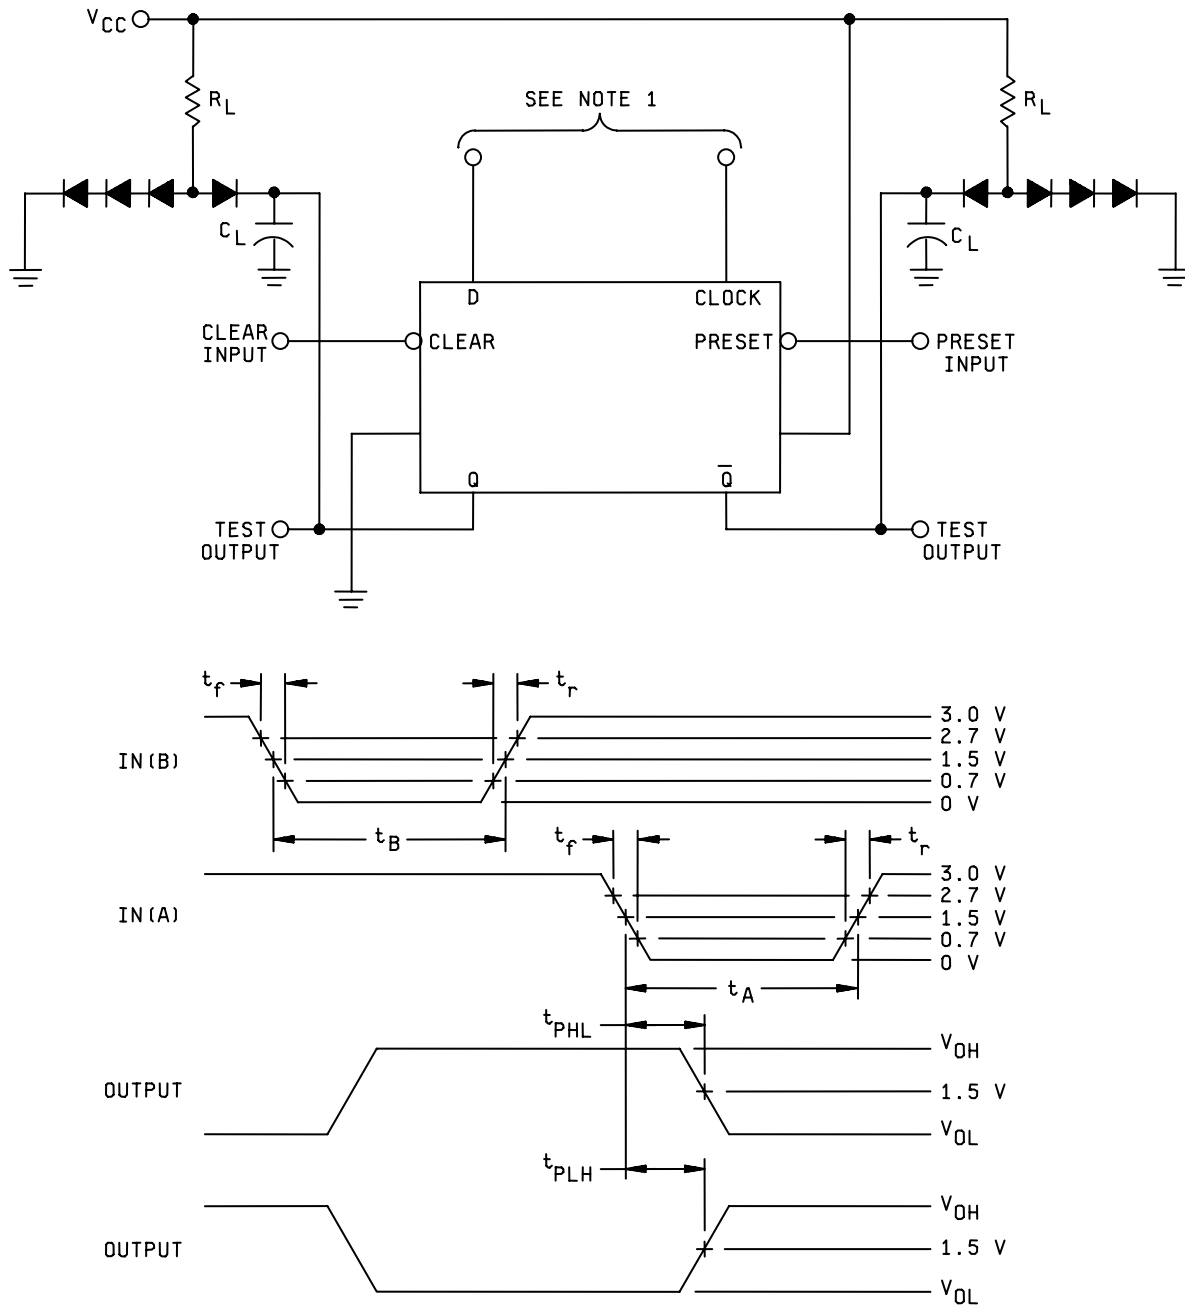 VCC
RL
SEE NOTE 1
RL
CL
CL
D
CLOCK
CLEAR INPUT
CLEAR
PRESET
PRESET INPUT
Q
Q̅
TEST OUTPUT
TEST OUTPUT
tf
tr
IN(B)
3.0 V
2.7 V
1.5 V
0.7 V
0 V
tB
tf
tr
IN(A)
3.0 V
2.7 V
1.5 V
0.7 V
0 V
tA
tPHL
OUTPUT
VOH
1.5 V
VOL
tPLH
OUTPUT
VOH
1.5 V
VOL